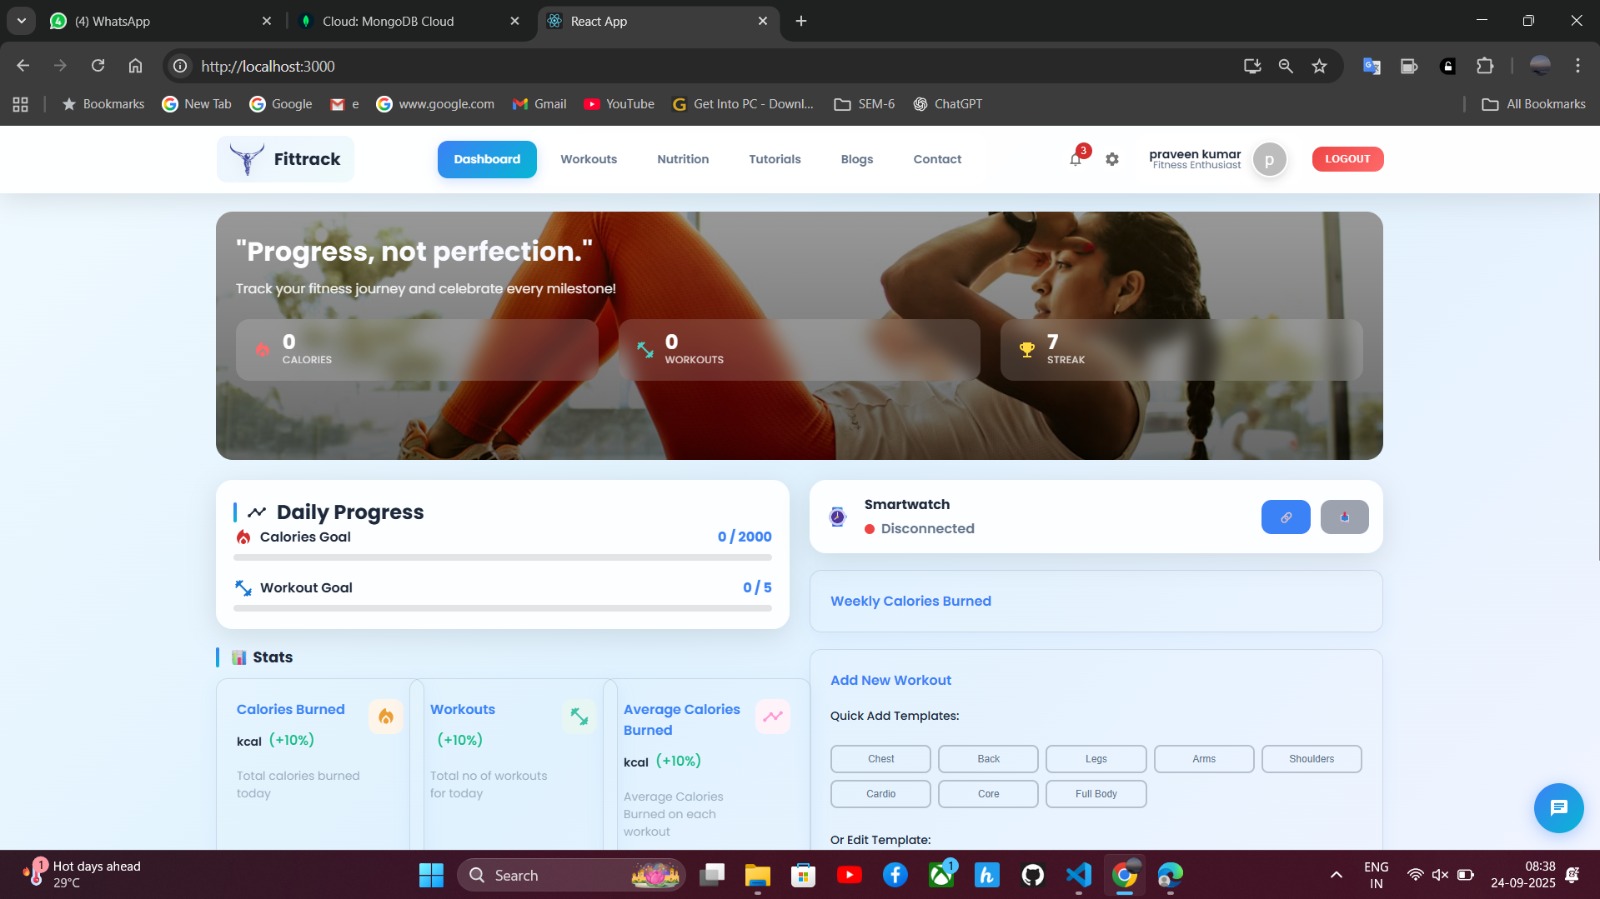 (4) WhatsApp
Cloud: MongoDB Cloud
React App
http://localhost:3000
Bookmarks
New Tab
Google
e
www.google.com
Gmail
YouTube
Get Into PC - Downl...
SEM-6
ChatGPT
All Bookmarks
Fittrack
Dashboard
Workouts
Nutrition
Tutorials
Blogs
Contact
3
praveen kumar
Fitness Enthusiast
p
LOGOUT
"Progress, not perfection."
Track your fitness journey and celebrate every milestone!
0
CALORIES
0
WORKOUTS
7
STREAK
Daily Progress
Calories Goal
0 / 2000
Workout Goal
0 / 5
Smartwatch
Disconnected
Weekly Calories Burned
Stats
Calories Burned
kcal (+10%)
Total calories burned
today
Workouts
(+10%)
Total no of workouts
for today
Average Calories
Burned
kcal (+10%)
Average Calories
Burned on each
workout
Add New Workout
Quick Add Templates:
Chest
Back
Legs
Arms
Shoulders
Cardio
Core
Full Body
Or Edit Template:
1
Hot days ahead
29°C
Search
1
ENG
IN
08:38
24-09-2025